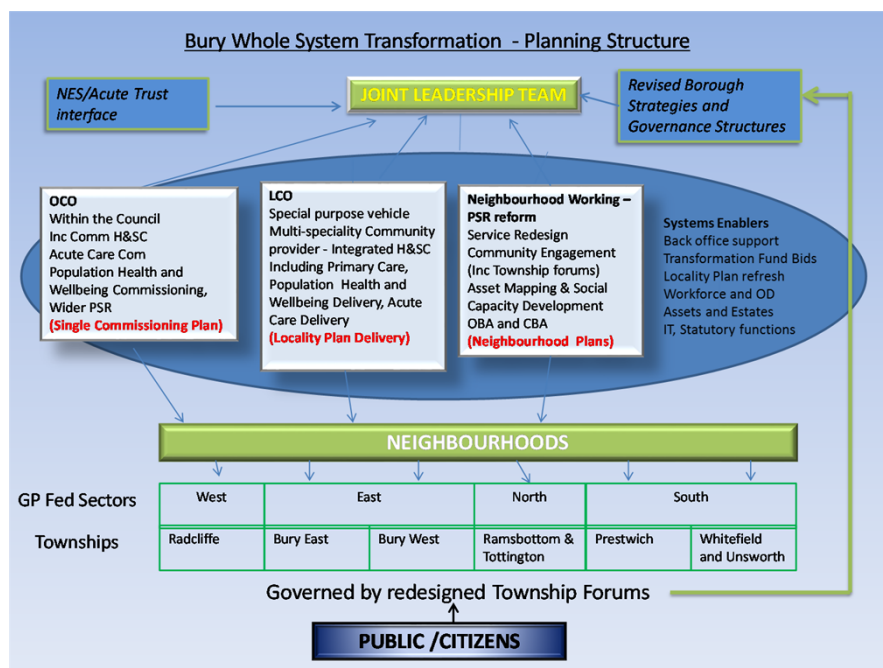 Bury Whole System Transformation - Planning Structure
NES/Acute Trust
interface
JOINT LEADERSHIP TEAM
Revised Borough
Strategies and
Governance Structures
OCO
Within the Council
Inc Comm H&SC
Acute Care Com
Population Health and
Wellbeing Commissioning,
Wider PSR
(Single Commissioning Plan)
LCO
Special purpose vehicle
Multi-speciality Community
provider - Integrated H&SC
Including Primary Care,
Population Health and
Wellbeing Delivery, Acute
Care Delivery
(Locality Plan Delivery)
Neighbourhood Working –
PSR reform
Service Redesign
Community Engagement
(Inc Township forums)
Asset Mapping & Social
Capacity Development
OBA and CBA
(Neighbourhood Plans)
Systems Enablers
Back office support
Transformation Fund Bids
Locality Plan refresh
Workforce and OD
Assets and Estates
IT, Statutory functions
NEIGHBOURHOODS
GP Fed Sectors
West
East
North
South
Townships
Radcliffe
Bury East
Bury West
Ramsbottom &
Tottington
Prestwich
Whitefield
and Unsworth
Governed by redesigned Township Forums
PUBLIC /CITIZENS